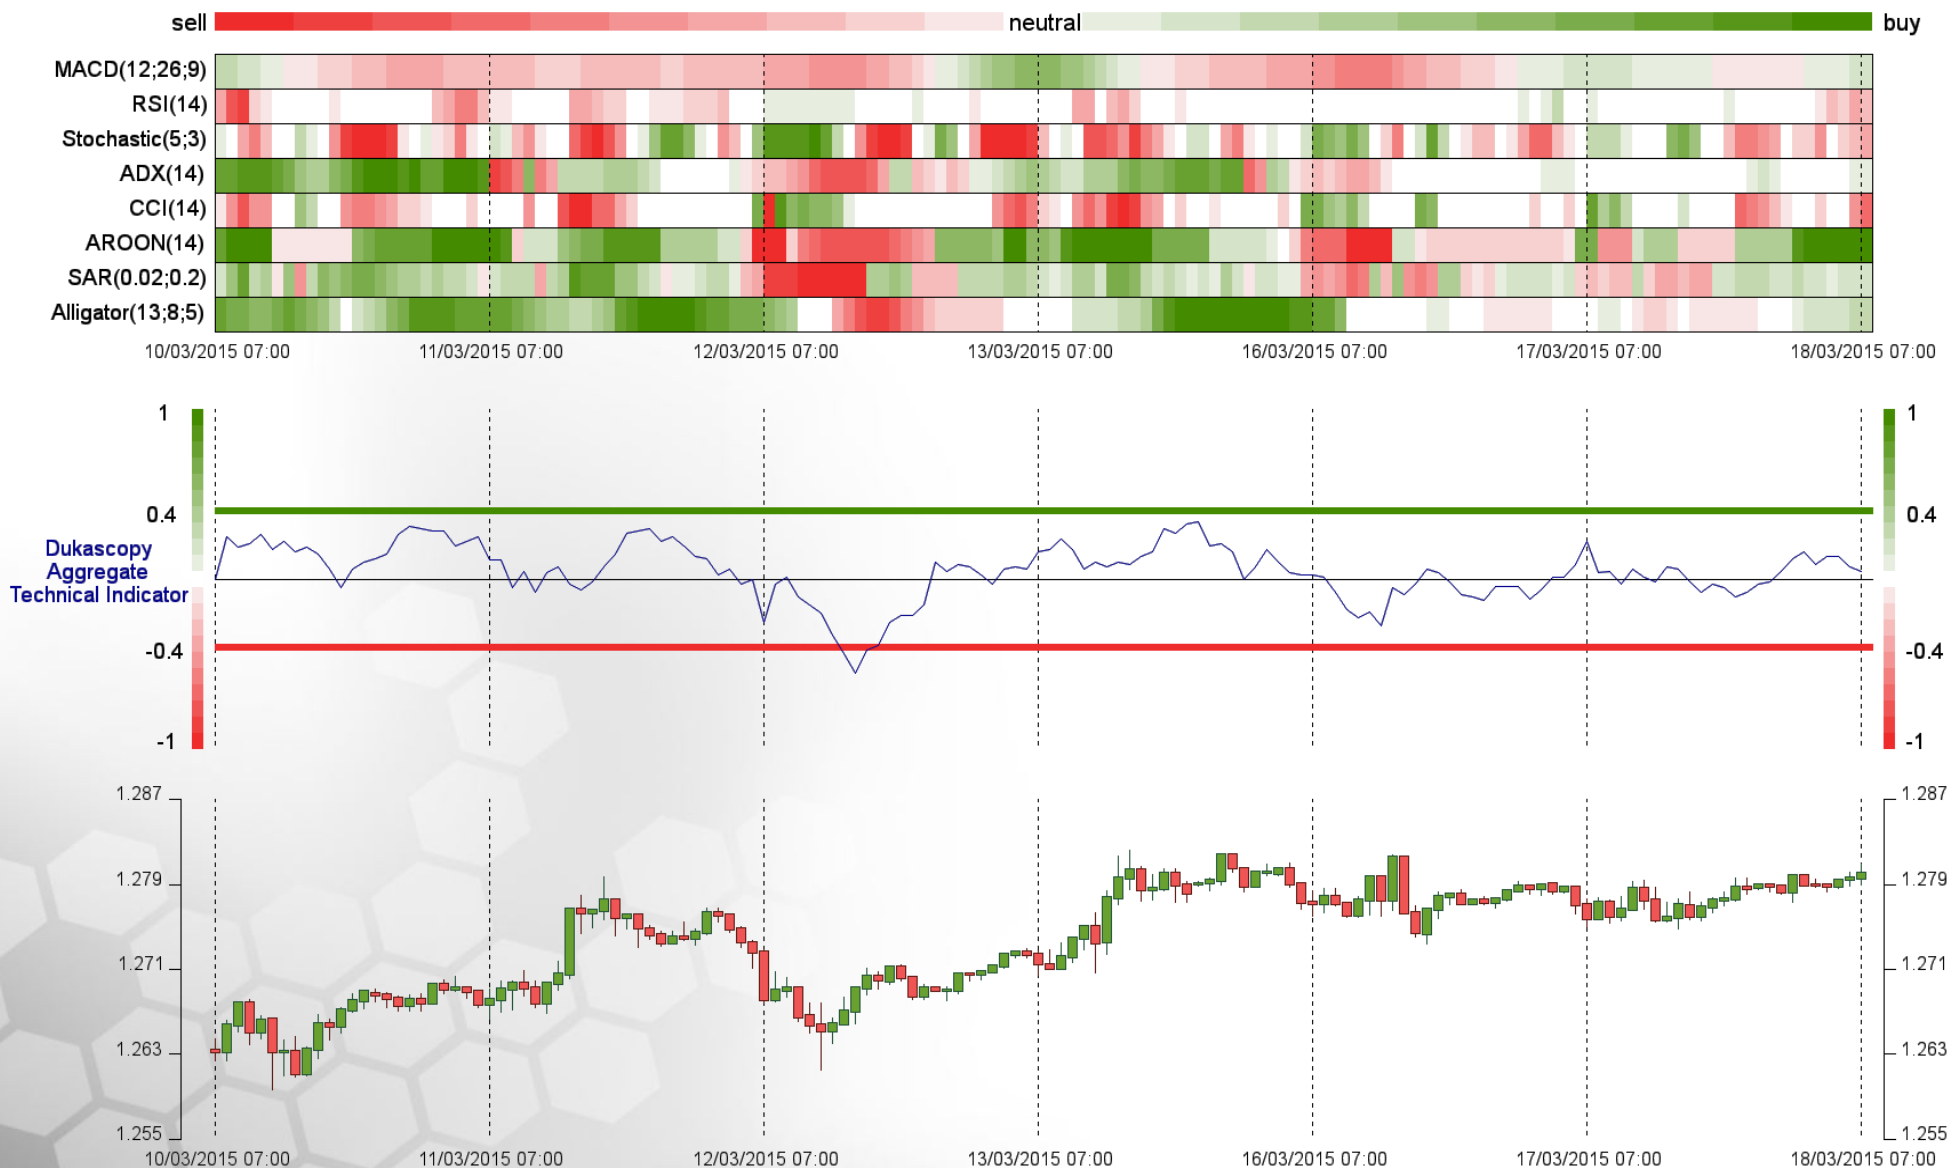 sell neutral buy
MACD(12;26;9)
RSI(14)
Stochastic(5;3)
ADX(14)
CCI(14)
AROON(14)
SAR(0.02;0.2)
Alligator(13;8;5)
10/03/2015 07:00 11/03/2015 07:00 12/03/2015 07:00 13/03/2015 07:00 16/03/2015 07:00 17/03/2015 07:00 18/03/2015 07:00
1 1
0.4 0.4
Dukascopy
Aggregate
Technical Indicator
-0.4 -0.4
-1 -1
1.287 1.287
1.279 1.279
1.271 1.271
1.263 1.263
1.255 1.255
10/03/2015 07:00 11/03/2015 07:00 12/03/2015 07:00 13/03/2015 07:00 16/03/2015 07:00 17/03/2015 07:00 18/03/2015 07:00